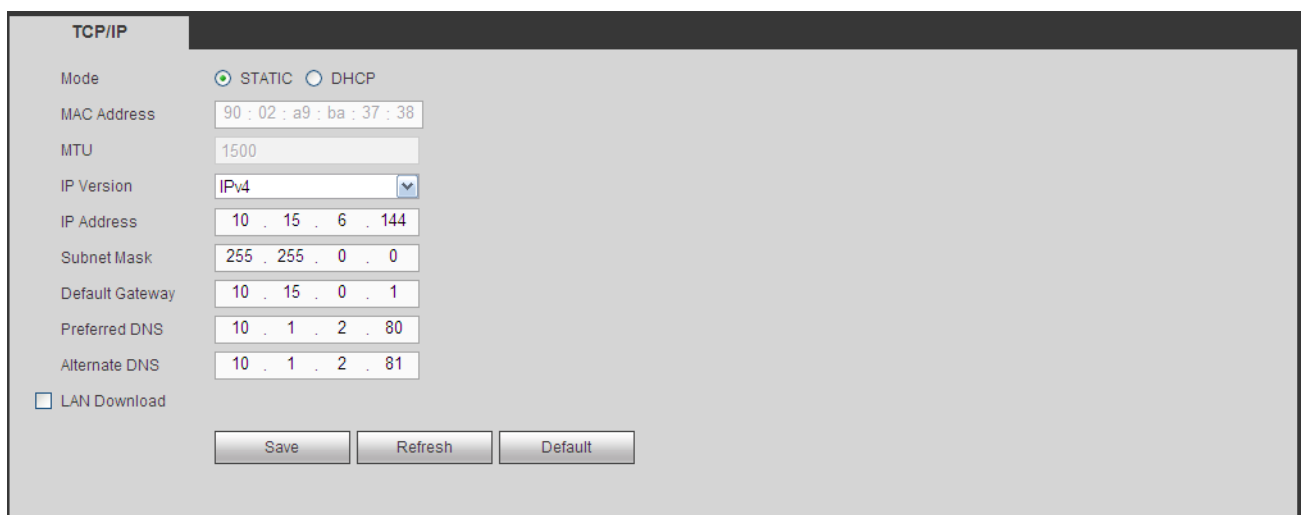 TCP/IP
Mode STATIC DHCP
MAC Address 90 : 02 : a9 : ba : 37 : 38
MTU 1500
IP Version IPv4
IP Address 10 . 15 . 6 . 144
Subnet Mask 255 . 255 . 0 . 0
Default Gateway 10 . 15 . 0 . 1
Preferred DNS 10 . 1 . 2 . 80
Alternate DNS 10 . 1 . 2 . 81
LAN Download
Save Refresh Default